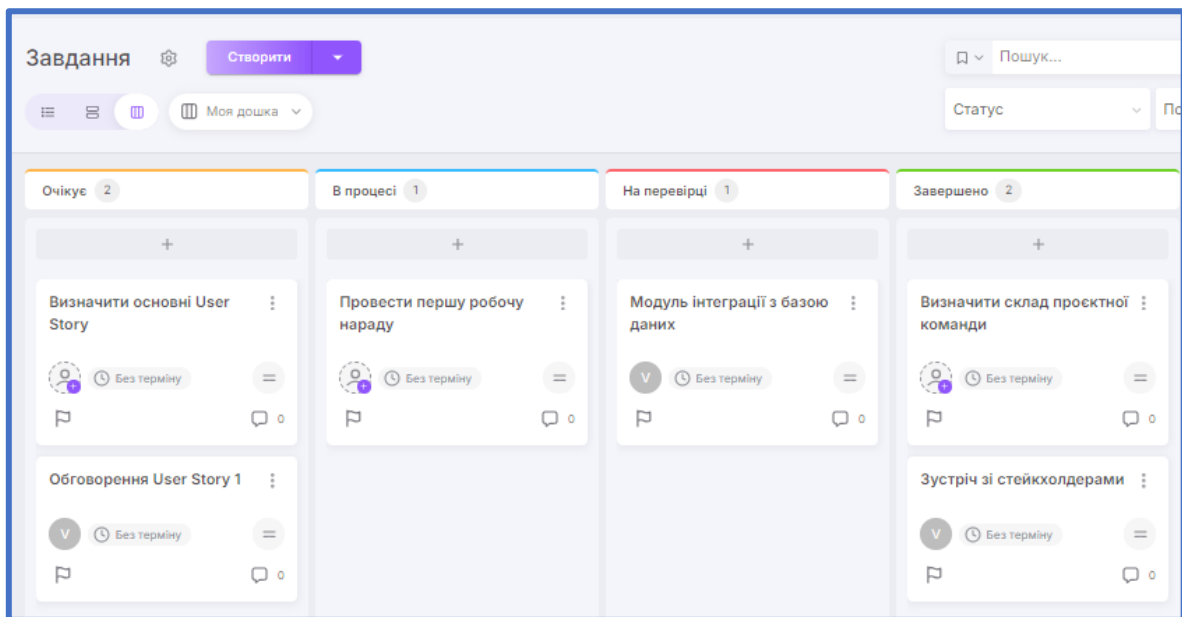 Завдання
Створити
Пошук...
Моя дошка
Статус
Очікує 2
В процесі 1
На перевірці 1
Завершено 2
+
+
+
+
Визначити основні User
Story
Без терміну
0
Обговорення User Story 1
V
Без терміну
0
Провести першу робочу
нараду
Без терміну
0
Модуль інтеграції з базою
даних
V
Без терміну
0
Визначити склад проєктної
команди
Без терміну
0
Зустріч зі стейкхолдерами
V
Без терміну
0